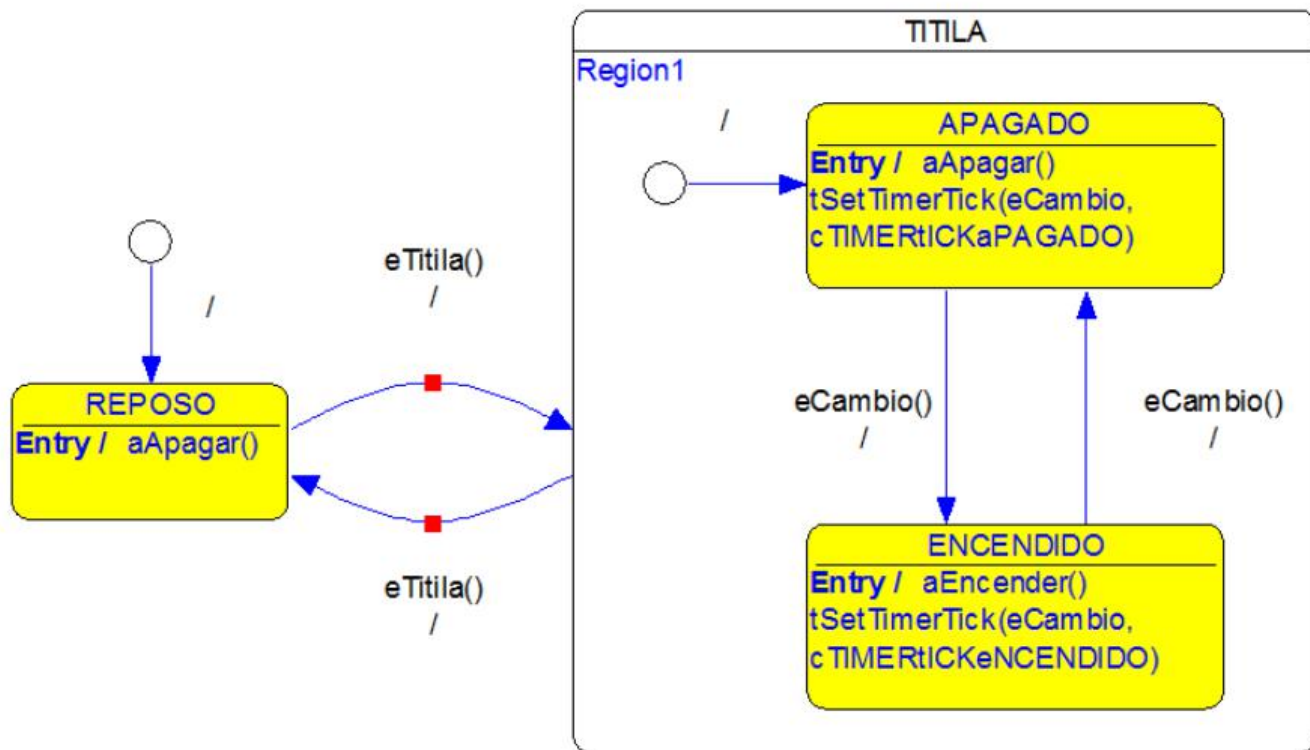 TITILA
Region1
/
APAGADO
Entry / aApagar()
tSetTimerTick(eCambio,
cTIMERtICKaPAGADO)
/
eTitila()
/
REPOSO
Entry / aApagar()
eCambio()
/
eCambio()
/
eTitila()
/
ENCENDIDO
Entry / aEncender()
tSetTimerTick(eCambio,
cTIMERtICKeNCENDIDO)